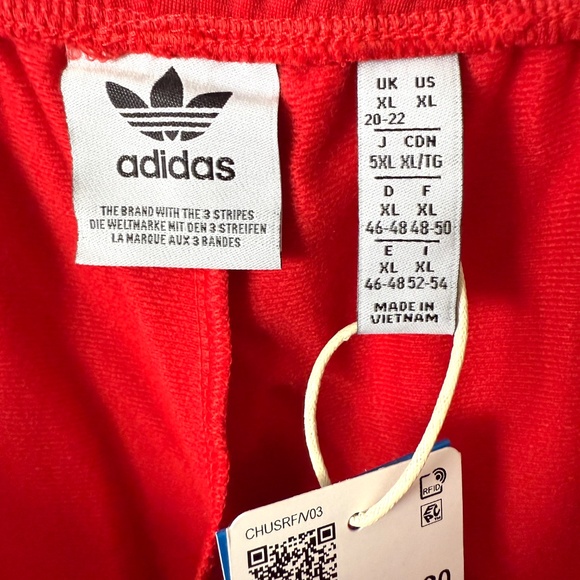 adidas
THE BRAND WITH THE 3 STRIPES
DIE WELTMARKE MIT DEN 3 STREIFEN
LA MARQUE AUX 3 BANDES
UK US
XL XL
20-22
J CDN
5XL XL/TG
D F
XL XL
46-48 48-50
E I
XL XL
46-48 52-54
MADE IN
VIETNAM
CHUSRF/V03
RFID